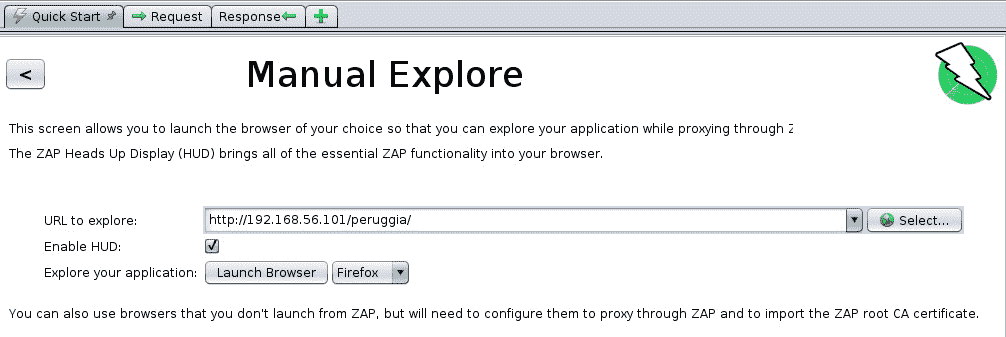 Quick Start Request Response
<
Manual Explore
This screen allows you to launch the browser of your choice so that you can explore your application while proxying through
The ZAP Heads Up Display (HUD) brings all of the essential ZAP functionality into your browser.
URL to explore: http://192.168.56.101/peruggia/ Select...
Enable HUD:
Explore your application: Launch Browser Firefox
You can also use browsers that you don't launch from ZAP, but will need to configure them to proxy through ZAP and to import the ZAP root CA certificate.